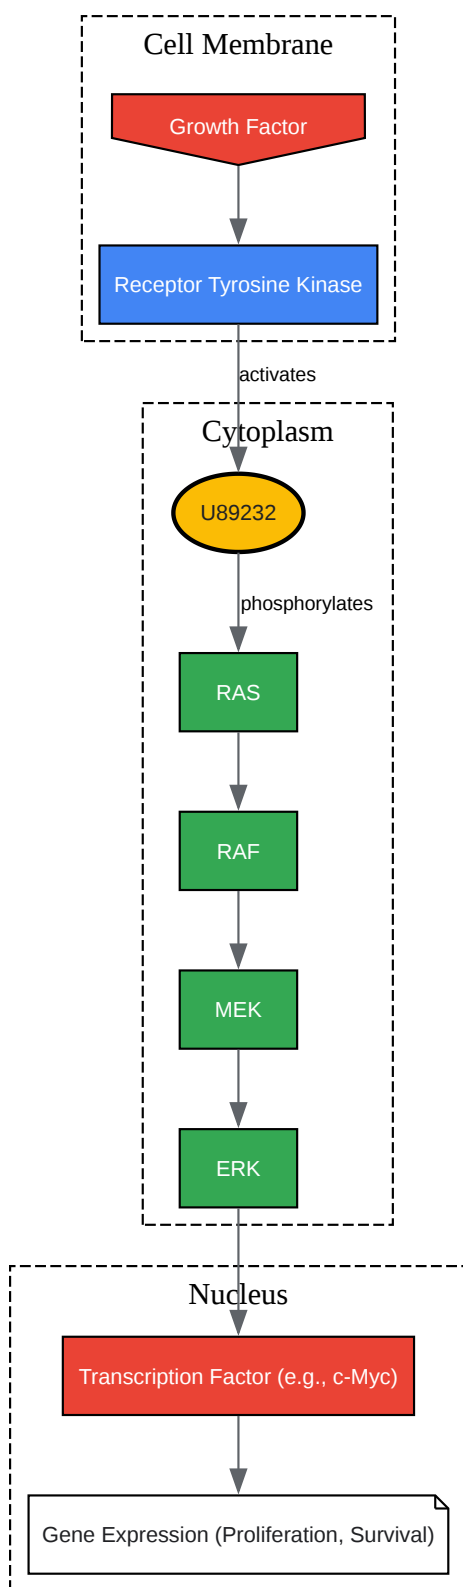 Cell Membrane
Growth Factor
Receptor Tyrosine Kinase
activates
Cytoplasm
U89232
phosphorylates
RAS
RAF
MEK
ERK
Nucleus
Transcription Factor (e.g., c-Myc)
Gene Expression (Proliferation, Survival)